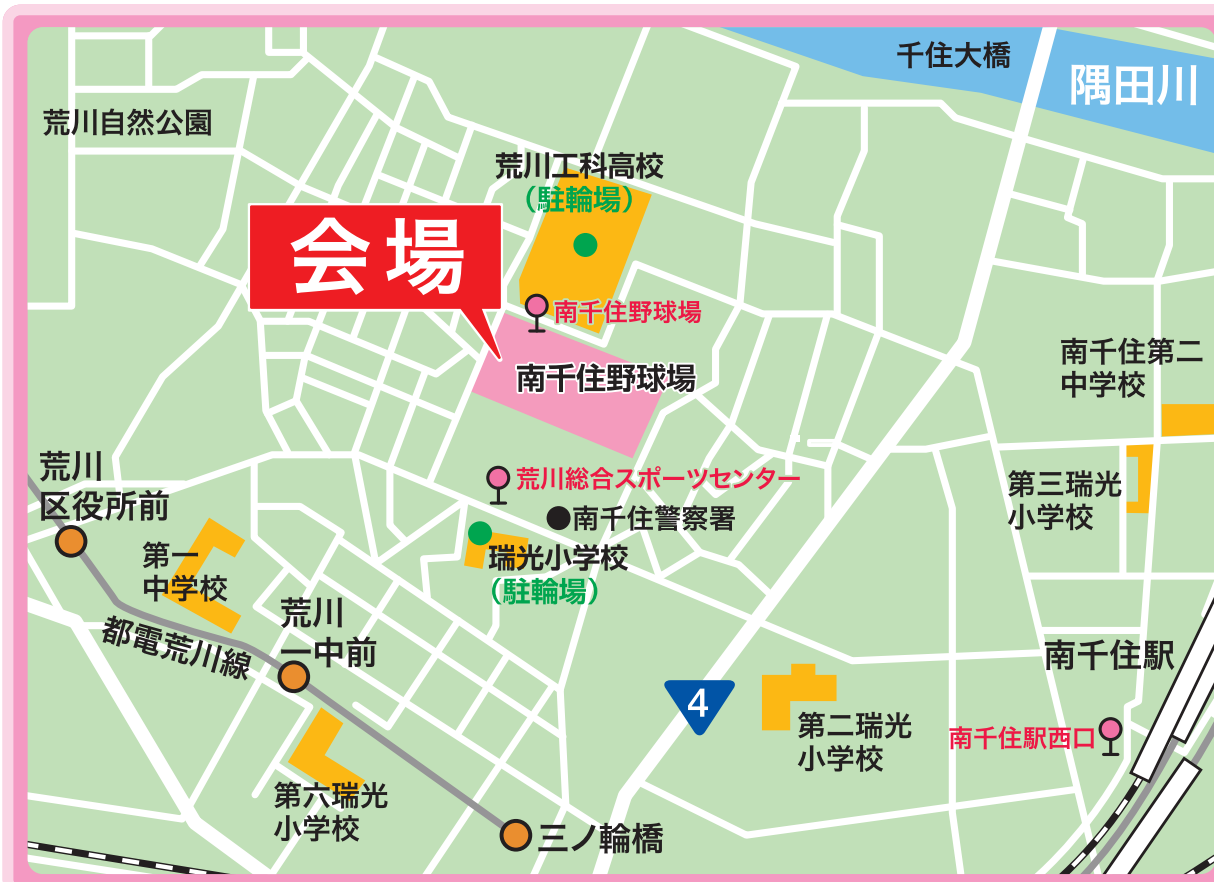 千住大橋
隅田川
荒川自然公園
荒川工科高校
（駐輪場）
会場
南千住野球場
南千住野球場
南千住第二
中学校
荒川
区役所前
荒川総合スポーツセンター
南千住警察署
第三瑞光
小学校
第一
中学校
瑞光小学校
（駐輪場）
荒川
一中前
都電荒川線
南千住駅
4
第二瑞光
小学校
南千住駅西口
第六瑞光
小学校
三ノ輪橋